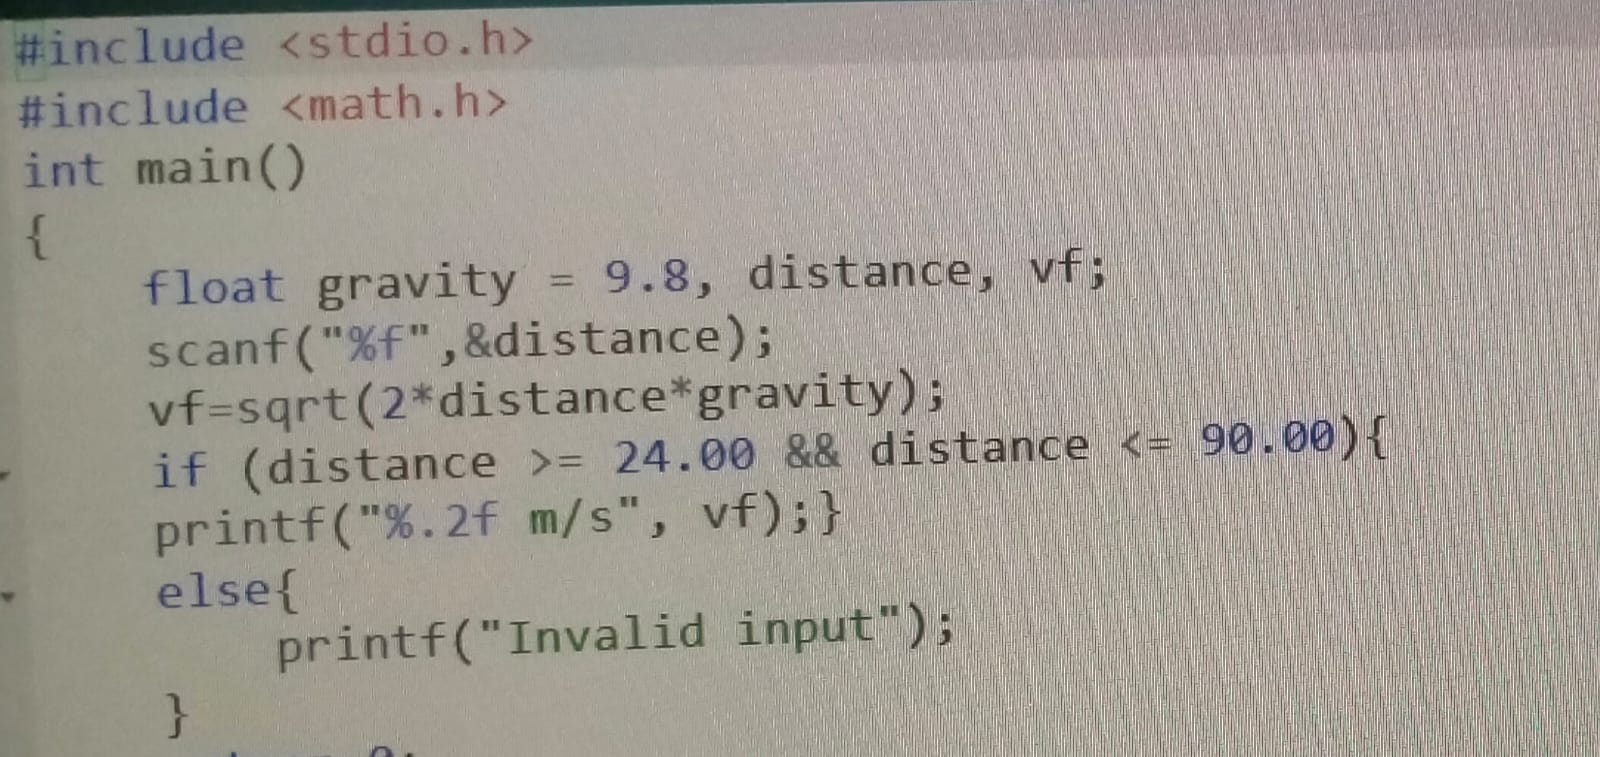 #include <stdio.h>
#include <math.h>
int main()
{
    float gravity = 9.8, distance, vf;
    scanf("%f",&distance);
    vf=sqrt(2*distance*gravity);
    if (distance >= 24.00 && distance <= 90.00){
    printf("%.2f m/s", vf);}
    else{
        printf("Invalid input");
    }